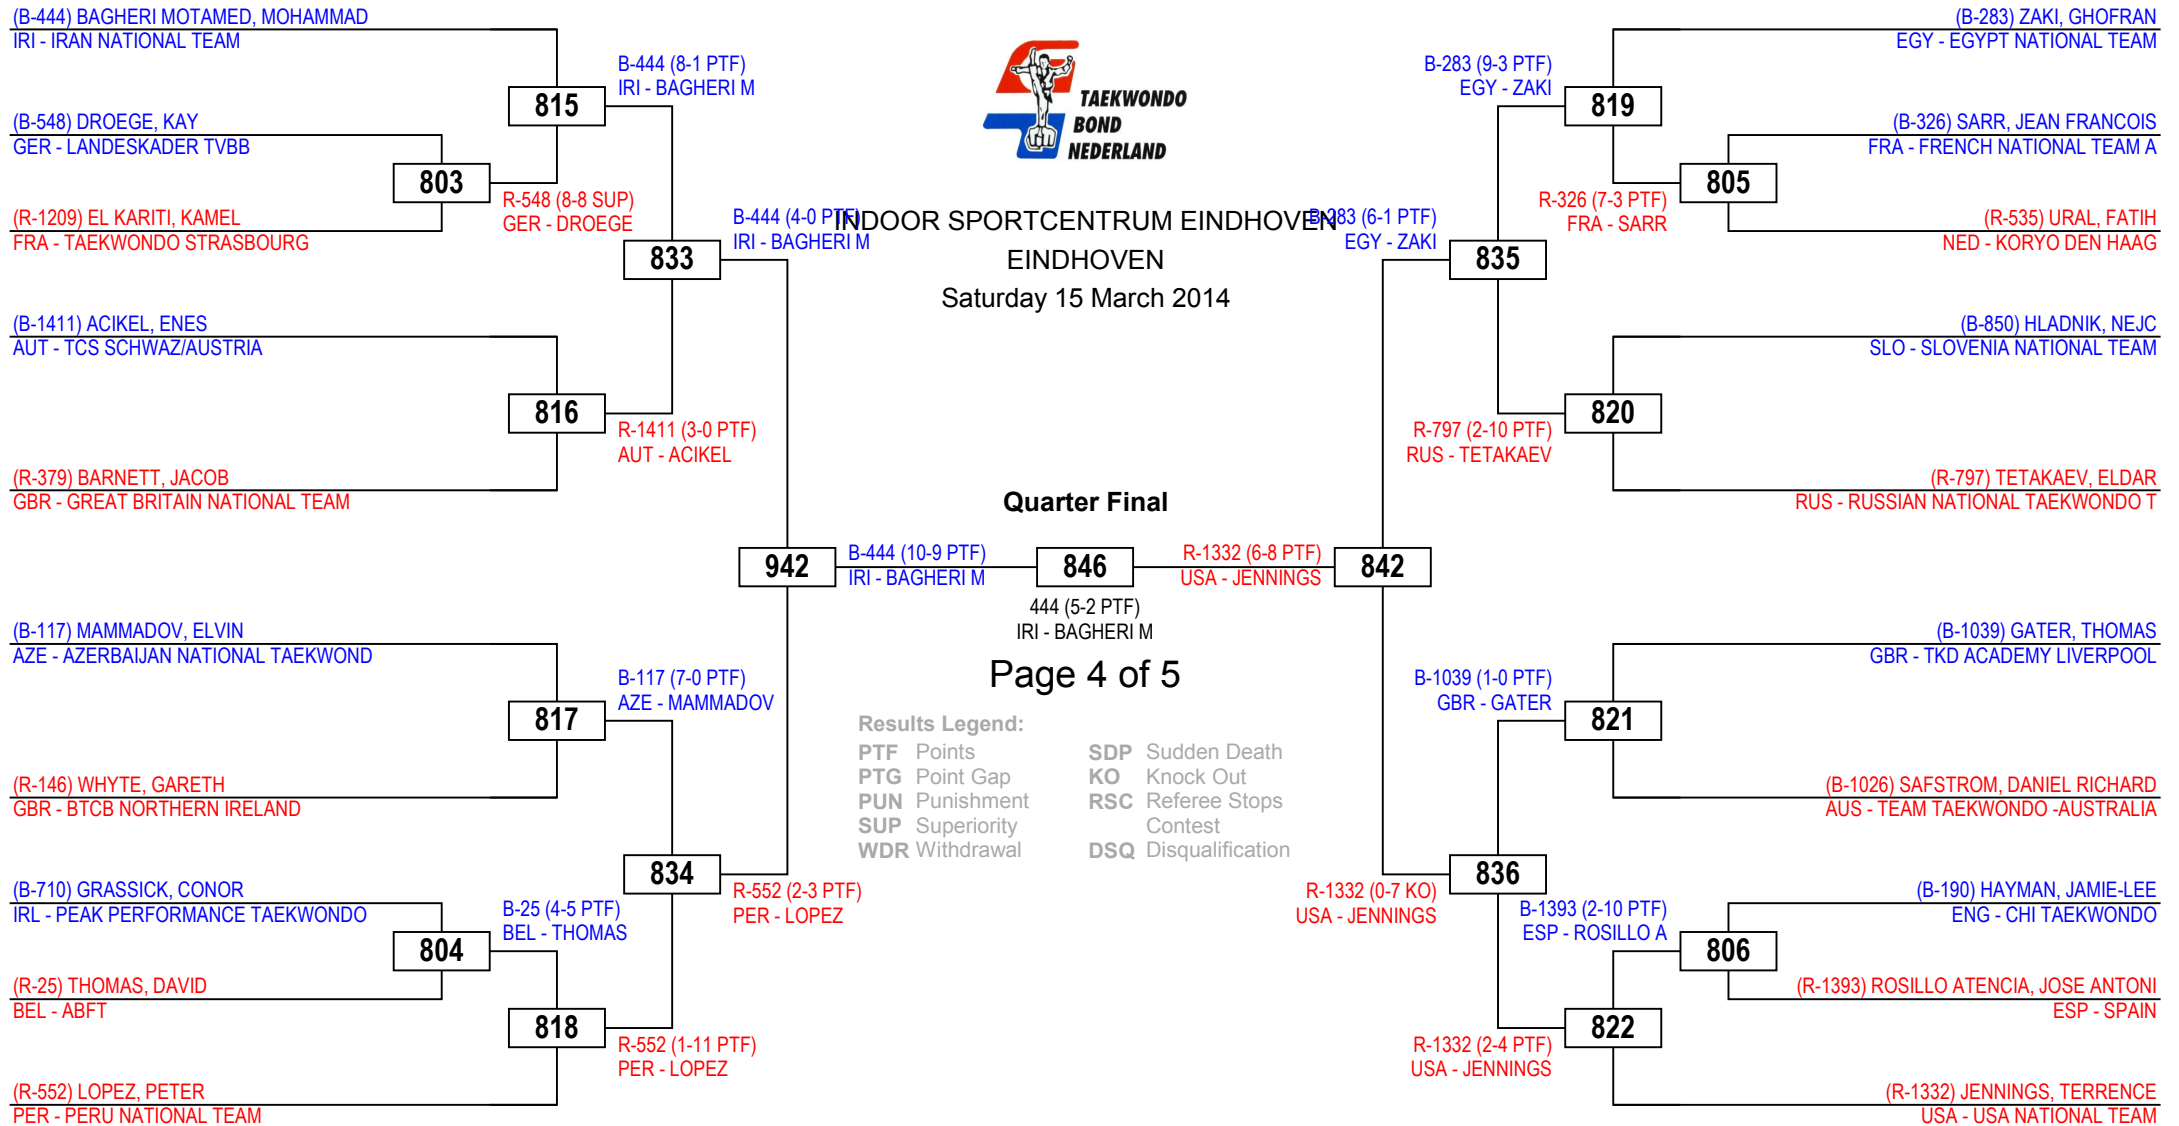 (B-444) BAGHERI MOTAMED, MOHAMMAD
IRI - IRAN NATIONAL TEAM
B-444 (8-1 PTF)
IRI - BAGHERI M
815
(B-548) DROEGE, KAY
GER - LANDESKADER TVBB
803
R-548 (8-8 SUP)
GER - DROEGE
(R-1209) EL KARITI, KAMEL
FRA - TAEKWONDO STRASBOURG
B-444 (4-0 PTF)
IRI - BAGHERI M
833
(B-1411) ACIKEL, ENES
AUT - TCS SCHWAZ/AUSTRIA
816
R-1411 (3-0 PTF)
AUT - ACIKEL
(R-379) BARNETT, JACOB
GBR - GREAT BRITAIN NATIONAL TEAM
942
B-444 (10-9 PTF)
IRI - BAGHERI M
(B-117) MAMMADOV, ELVIN
AZE - AZERBAIJAN NATIONAL TAEKWOND
B-117 (7-0 PTF)
AZE - MAMMADOV
817
(R-146) WHYTE, GARETH
GBR - BTCB NORTHERN IRELAND
834
R-552 (2-3 PTF)
PER - LOPEZ
(B-710) GRASSICK, CONOR
IRL - PEAK PERFORMANCE TAEKWONDO
B-25 (4-5 PTF)
BEL - THOMAS
804
(R-25) THOMAS, DAVID
BEL - ABFT
818
R-552 (1-11 PTF)
PER - LOPEZ
(R-552) LOPEZ, PETER
PER - PERU NATIONAL TEAM
TAEKWONDO
BOND
NEDERLAND
INDOOR SPORTCENTRUM EINDHOVEN
EINDHOVEN
Saturday 15 March 2014
Quarter Final
846
444 (5-2 PTF)
IRI - BAGHERI M
Page 4 of 5
Results Legend:
PTF Points
PTG Point Gap
PUN Punishment
SUP Superiority
WDR Withdrawal
SDP Sudden Death
KO Knock Out
RSC Referee Stops
Contest
DSQ Disqualification
(B-283) ZAKI, GHOFRAN
EGY - EGYPT NATIONAL TEAM
B-283 (9-3 PTF)
EGY - ZAKI
819
(B-326) SARR, JEAN FRANCOIS
FRA - FRENCH NATIONAL TEAM A
805
R-326 (7-3 PTF)
FRA - SARR
(R-535) URAL, FATIH
NED - KORYO DEN HAAG
B-283 (6-1 PTF)
EGY - ZAKI
835
(B-850) HLADNIK, NEJC
SLO - SLOVENIA NATIONAL TEAM
820
R-797 (2-10 PTF)
RUS - TETAKAEV
(R-797) TETAKAEV, ELDAR
RUS - RUSSIAN NATIONAL TAEKWONDO T
R-1332 (6-8 PTF)
USA - JENNINGS
842
(B-1039) GATER, THOMAS
GBR - TKD ACADEMY LIVERPOOL
B-1039 (1-0 PTF)
GBR - GATER
821
(B-1026) SAFSTROM, DANIEL RICHARD
AUS - TEAM TAEKWONDO -AUSTRALIA
836
R-1332 (0-7 KO)
USA - JENNINGS
(B-190) HAYMAN, JAMIE-LEE
ENG - CHI TAEKWONDO
B-1393 (2-10 PTF)
ESP - ROSILLO A
806
(R-1393) ROSILLO ATENCIA, JOSE ANTONI
ESP - SPAIN
822
R-1332 (2-4 PTF)
USA - JENNINGS
(R-1332) JENNINGS, TERRENCE
USA - USA NATIONAL TEAM